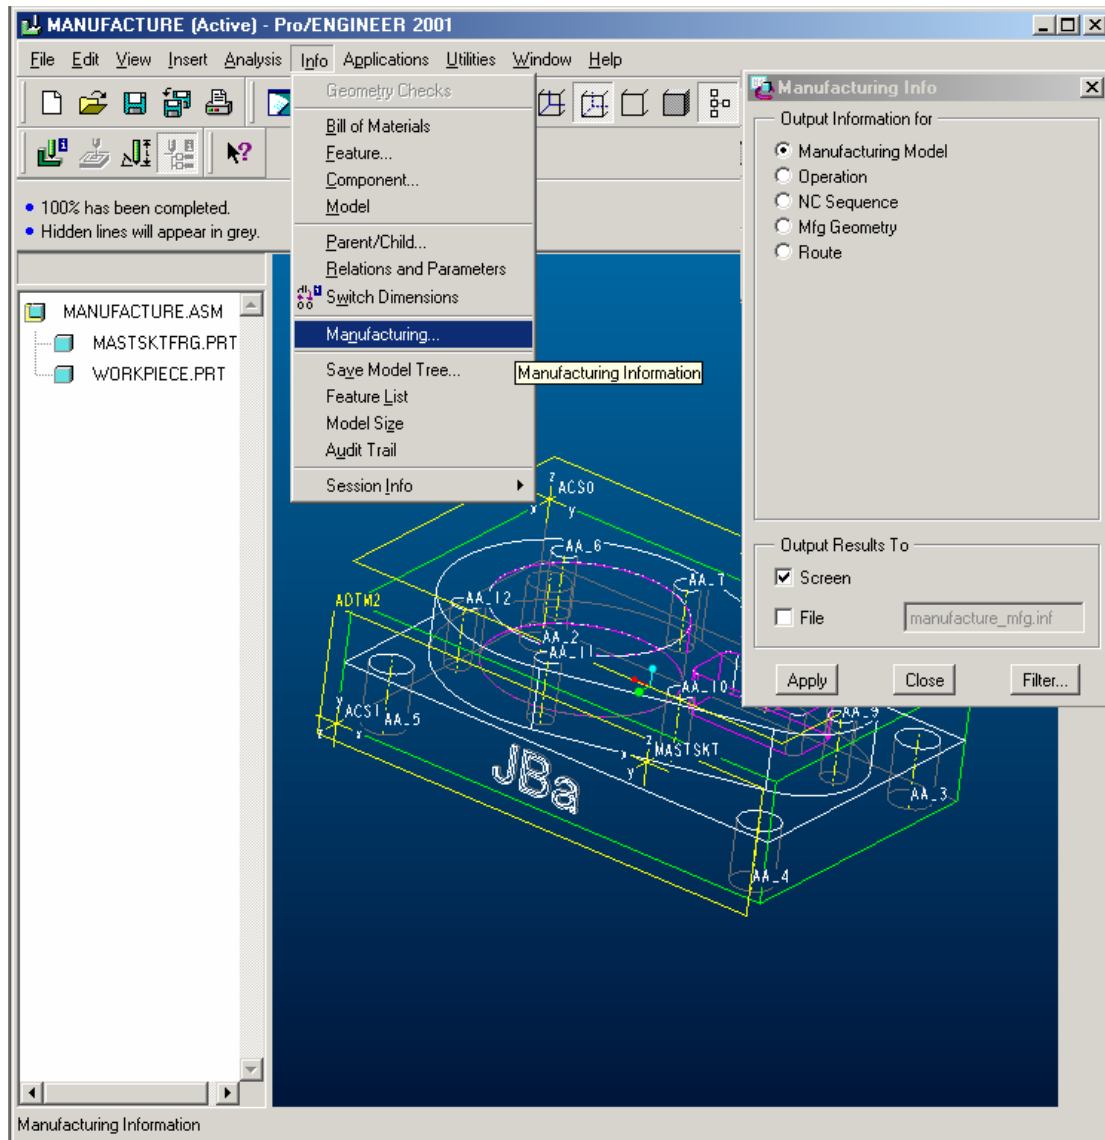 MANUFACTURE (Active) - Pro/ENGINEER 2001
File Edit View Insert Analysis Info Applications Utilities Window Help
Geometry Checks
Bill of Materials
Feature...
Component...
Model
Parent/Child...
Relations and Parameters
Switch Dimensions
Manufacturing...
Save Model Tree...
Feature List
Model Size
Audit Trail
Session Info
Manufacturing Information
100% has been completed.
Hidden lines will appear in grey.
MANUFACTURE.ASM
MASTSKTFRG.PRT
WORKPIECE.PRT
Manufacturing Info
Output Information for
Manufacturing Model
Operation
NC Sequence
Mfg Geometry
Route
Output Results To
Screen
File
manufacture_mfg.inf
Apply Close Filter...
z ACS0
x y
AA_6
AA_7
ADTM2
AA_12
AA_2
AA_11
AA_10
y ACS1
z x
AA_5
AA_9
z MASTSKT
x
y
JBa
AA_3
AA_4
Manufacturing Information